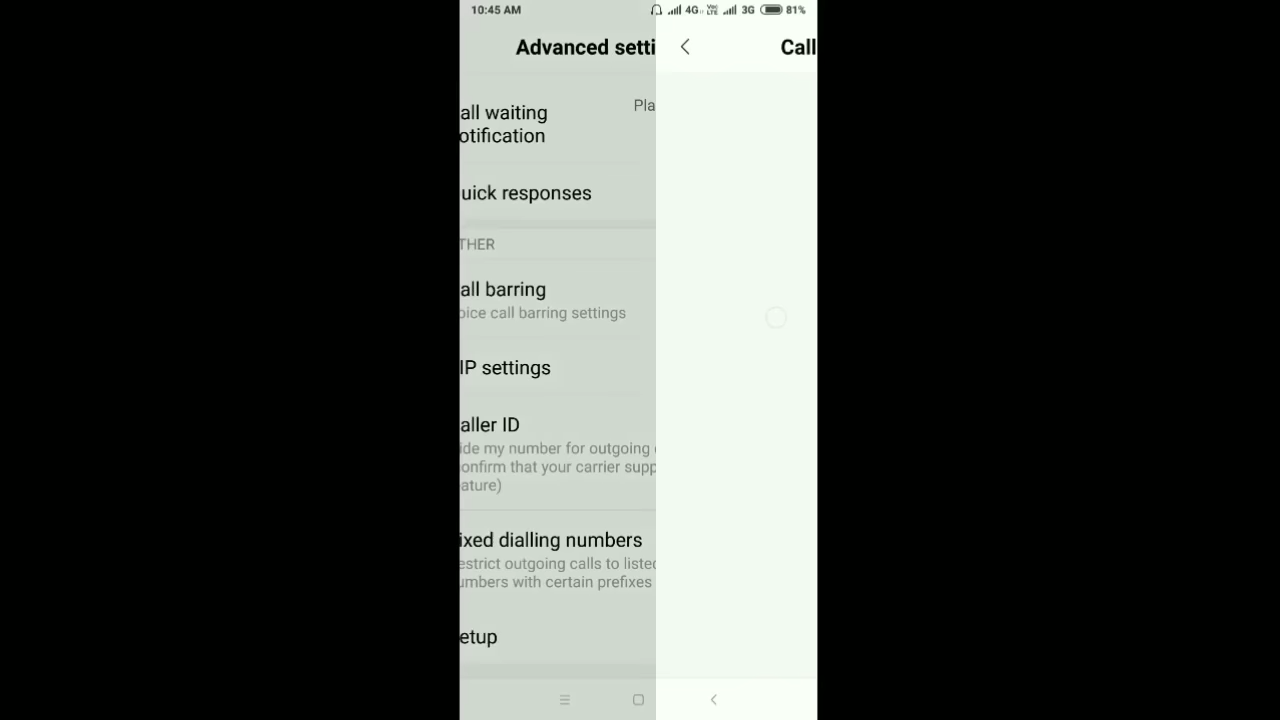 10:45 AM 4G VoLTE 3G 81%
Advanced setti
Call
Pla
all waiting
otification
uick responses
THER
all barring
oice call barring settings
IP settings
aller ID
ide my number for outgoing
onfirm that your carrier supp
ature)
ixed dialling numbers
estrict outgoing calls to listed
umbers with certain prefixes
etup